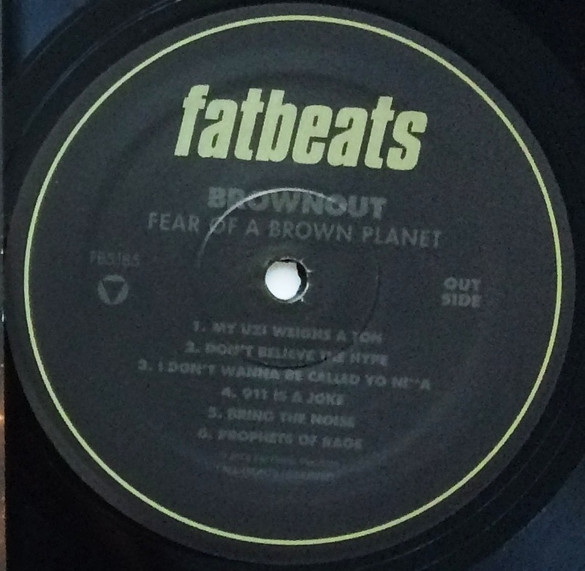 fatbeats
BROWNOUT
FEAR OF A BROWN PLANET
FB5185
OUT
SIDE
1. MY UZI WEIGHS A TON
2. DON'T BELIEVE THE HYPE
3. I DON'T WANNA BE CALLED YO NI**A
4. 911 IS A JOKE
5. BRING THE NOISE
6. PROPHETS OF RAGE